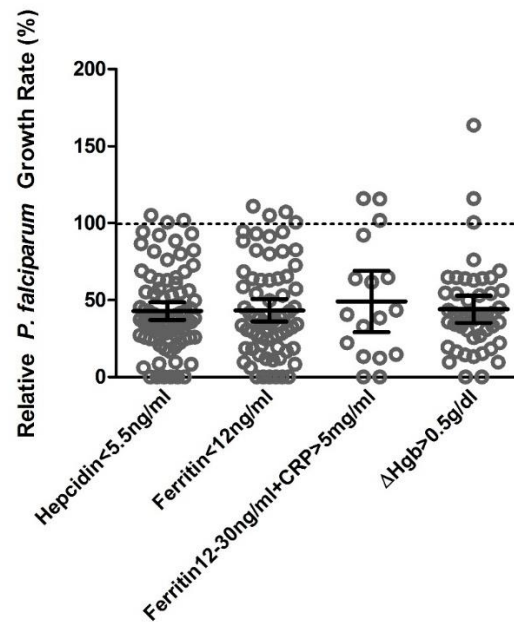 Relative P. falciparum Growth Rate (%)
200
150
100
50
0
Hepcidin<5.5ng/ml
Ferritin<12ng/ml
Ferritin12-30ng/ml+CRP>5mg/ml
ΔHgb>0.5g/dl